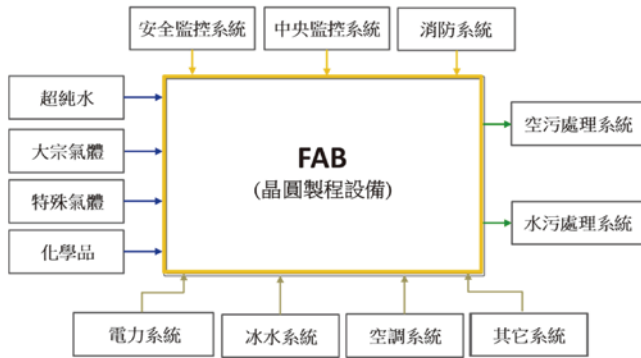 安全監控系統
中央監控系統
消防系統
超純水
大宗氣體
特殊氣體
化學品
FAB
(晶圓製程設備)
空污處理系統
水污處理系統
電力系統
冰水系統
空調系統
其它系統